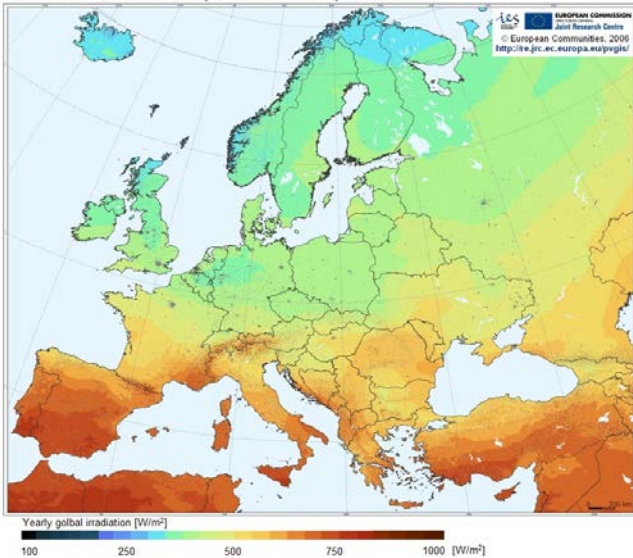 EUROPEAN COMMISSION
Joint Research Centre
© European Communities, 2006
http://re.jrc.ec.europa.eu/pvgis/
Yearly golbal irradiation [W/m²]
100 250 500 750 1000 [W/m²]